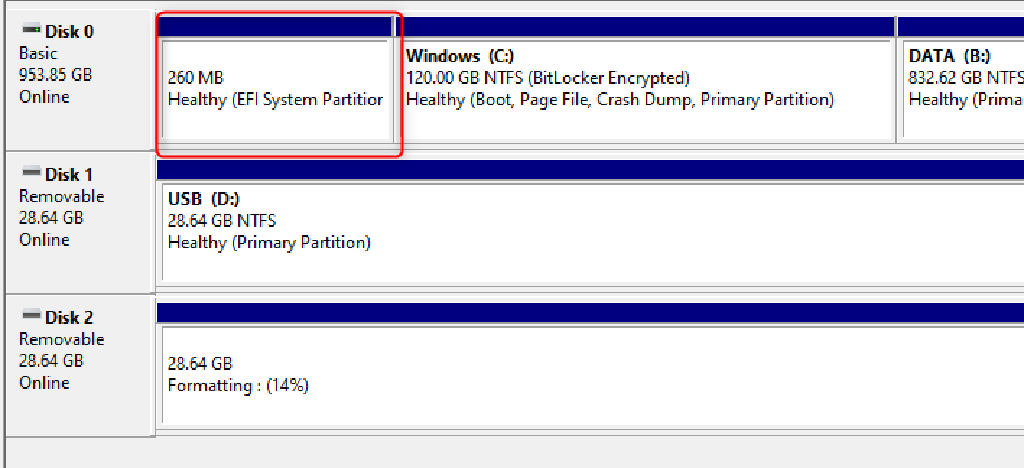 Disk 0
Basic
953.85 GB
Online
260 MB
Healthy (EFI System Partitior
Windows (C:)
120.00 GB NTFS (BitLocker Encrypted)
Healthy (Boot, Page File, Crash Dump, Primary Partition)
DATA (B:)
832.62 GB NTFS
Healthy (Prima
Disk 1
Removable
28.64 GB
Online
USB (D:)
28.64 GB NTFS
Healthy (Primary Partition)
Disk 2
Removable
28.64 GB
Online
28.64 GB
Formatting : (14%)